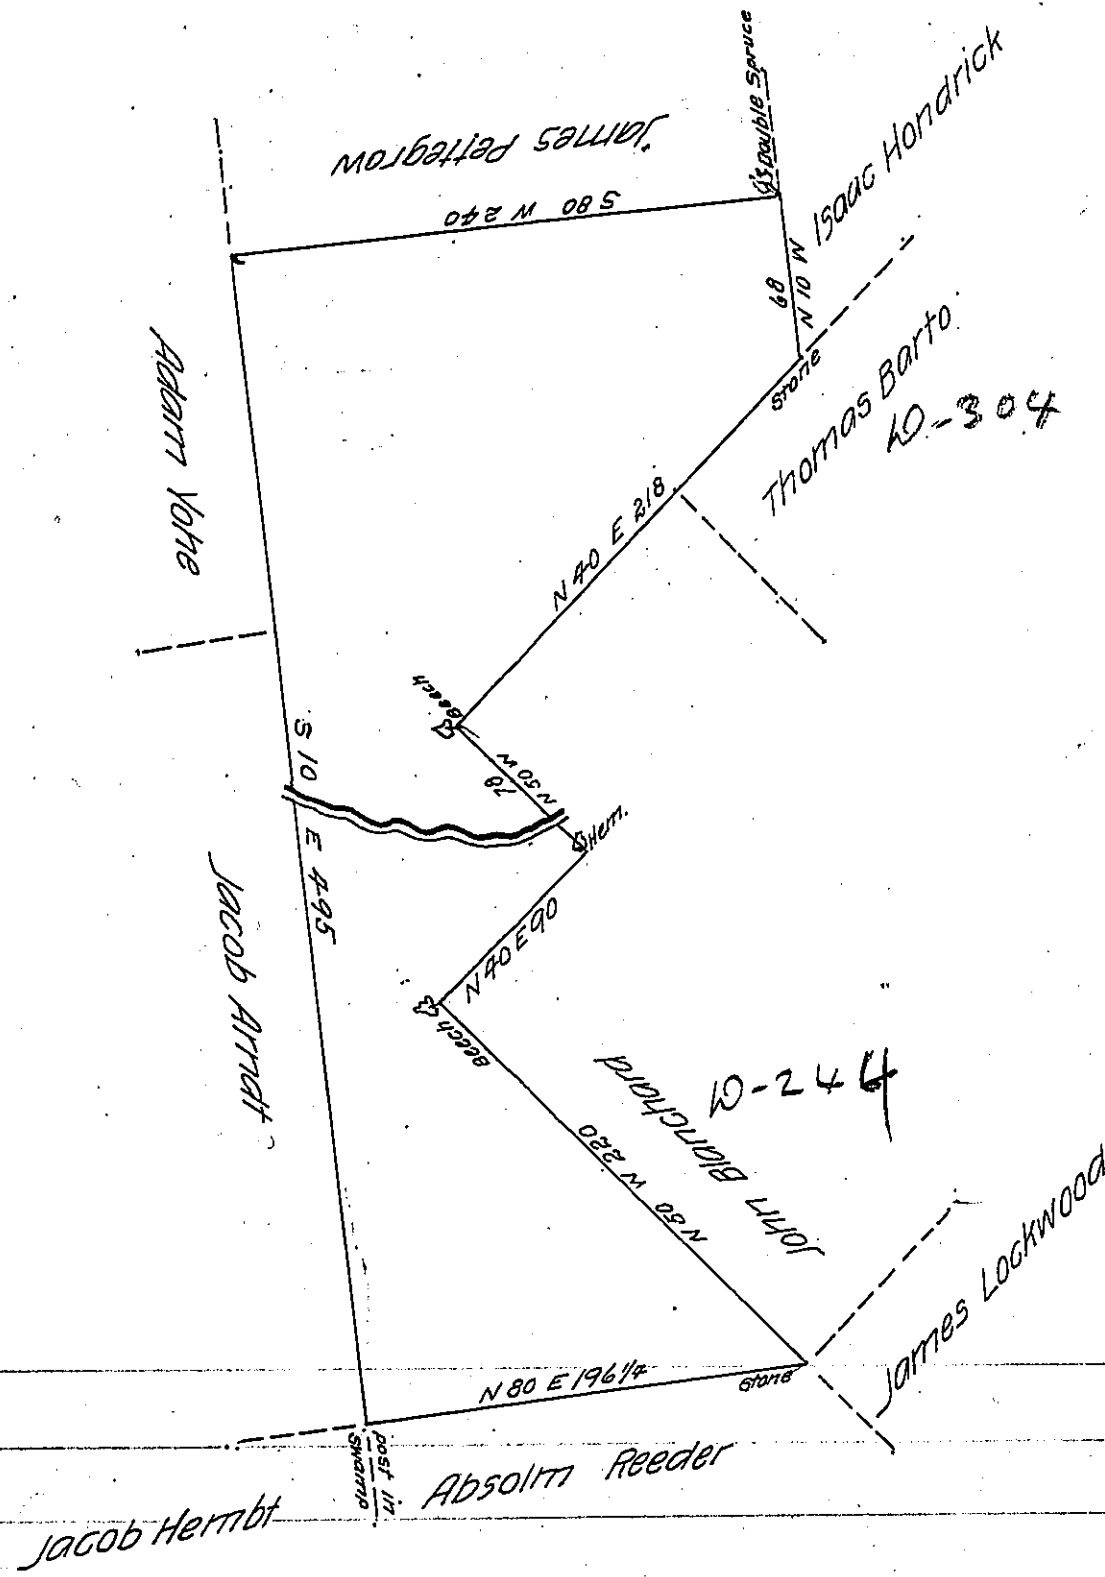 Double Spruce
James Pettegrow
S 80 W 240
Isaac Hondrick
N 10 W
68
Stone
Thomas Barto
W-304
Adam Yohe
N 40 E 218
Beech
N 50 W
78
Hem.
S 10 E 495
Jacob Arndt
N 40 E 90
Beech
John Blanchard
W-244
N 50 W 220
James Lockwood
N 80 E 196 1/4
Stone
post in
swamp
Absolm Reeder
Jacob Hembt